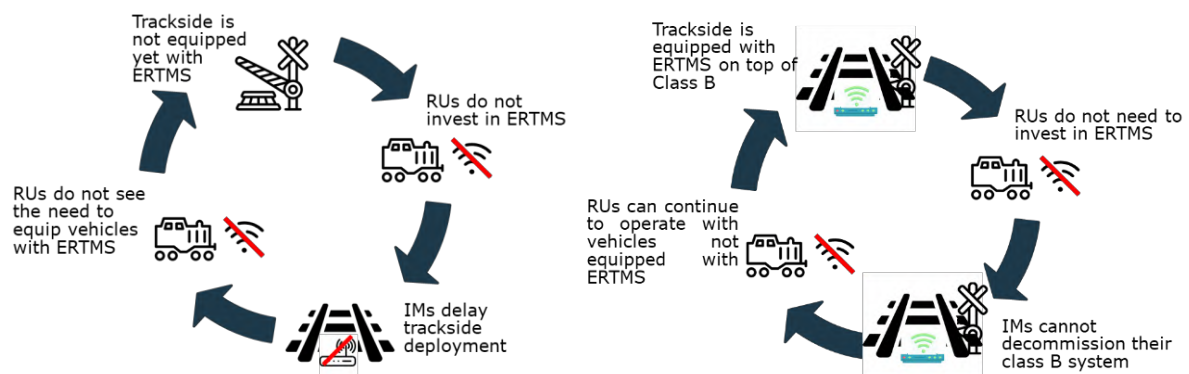 Trackside is
not equipped
yet with
ERTMS
RUs do not
invest in ERTMS
IMs delay
trackside
deployment
RUs do not see
the need to
equip vehicles
with ERTMS
Trackside is
equipped with
ERTMS on top of
Class B
RUs do not need to
invest in ERTMS
IMs cannot
decommission their
class B system
RUs can continue
to operate with
vehicles not
equipped with
ERTMS